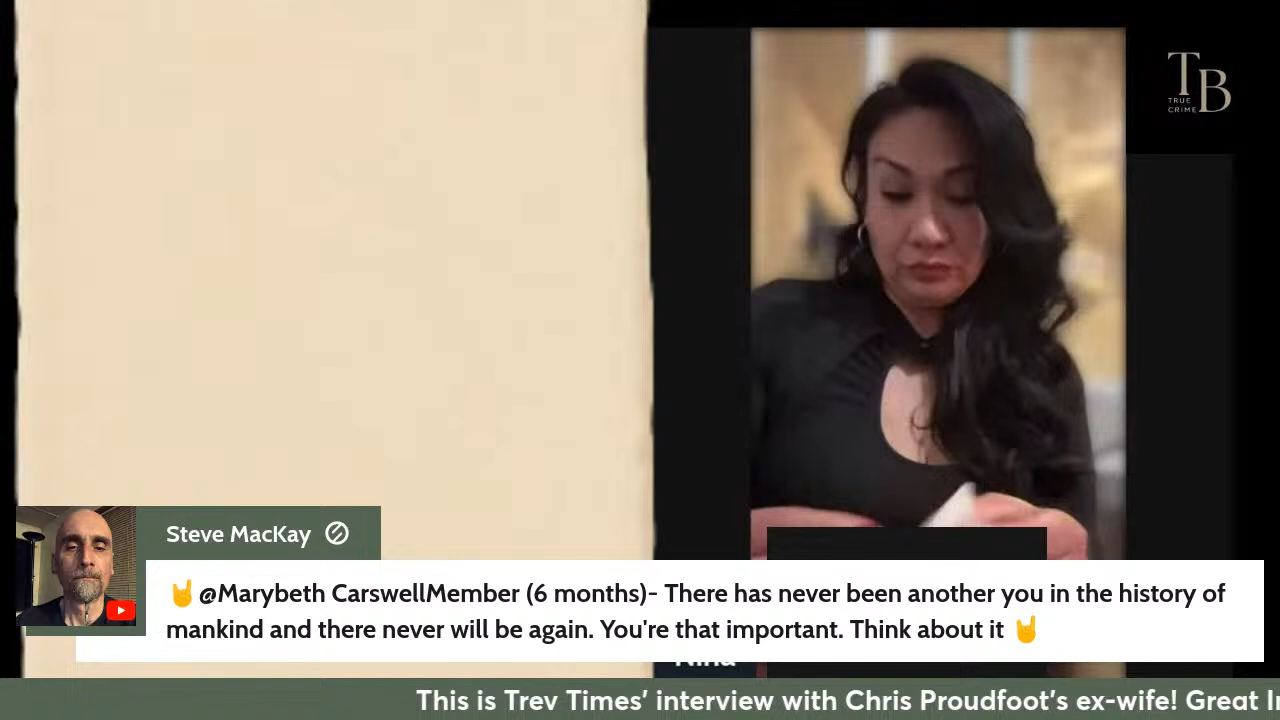 TB
TRUE
CRIME
Steve MacKay
🤘@Marybeth CarswellMember (6 months)- There has never been another you in the history of
mankind and there never will be again. You're that important. Think about it 🤘
Nina
This is Trev Times' interview with Chris Proudfoot's ex-wife! Great